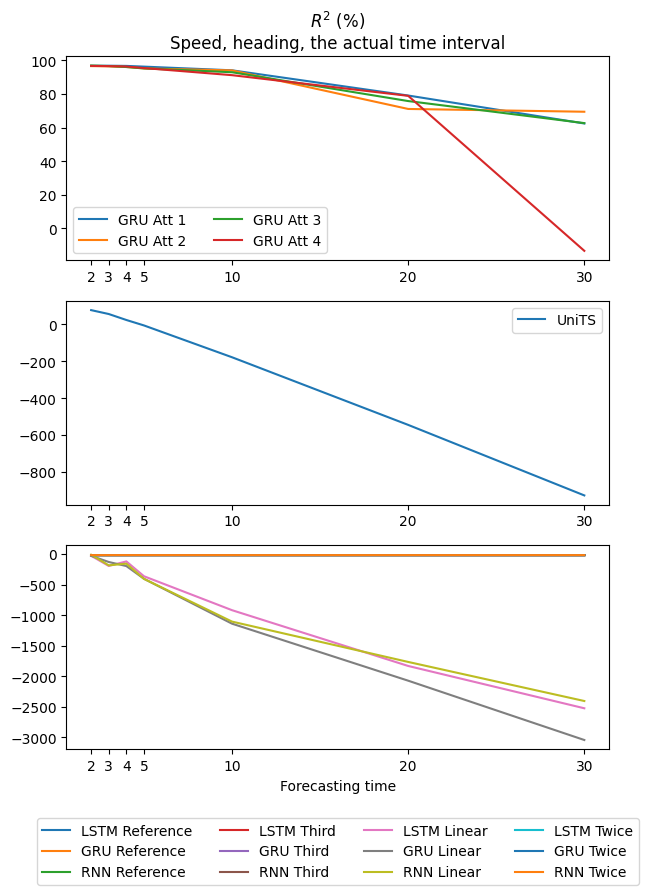 R² (%)
Speed, heading, the actual time interval
100
80
60
40
20
0
GRU Att 1 GRU Att 3
GRU Att 2 GRU Att 4
2 3 4 5 10 20 30
0
−200
−400
−600
−800
UniTS
2 3 4 5 10 20 30
0
−500
−1000
−1500
−2000
−2500
−3000
2 3 4 5 10 20 30
Forecasting time
LSTM Reference LSTM Third LSTM Linear LSTM Twice
GRU Reference GRU Third GRU Linear GRU Twice
RNN Reference RNN Third RNN Linear RNN Twice